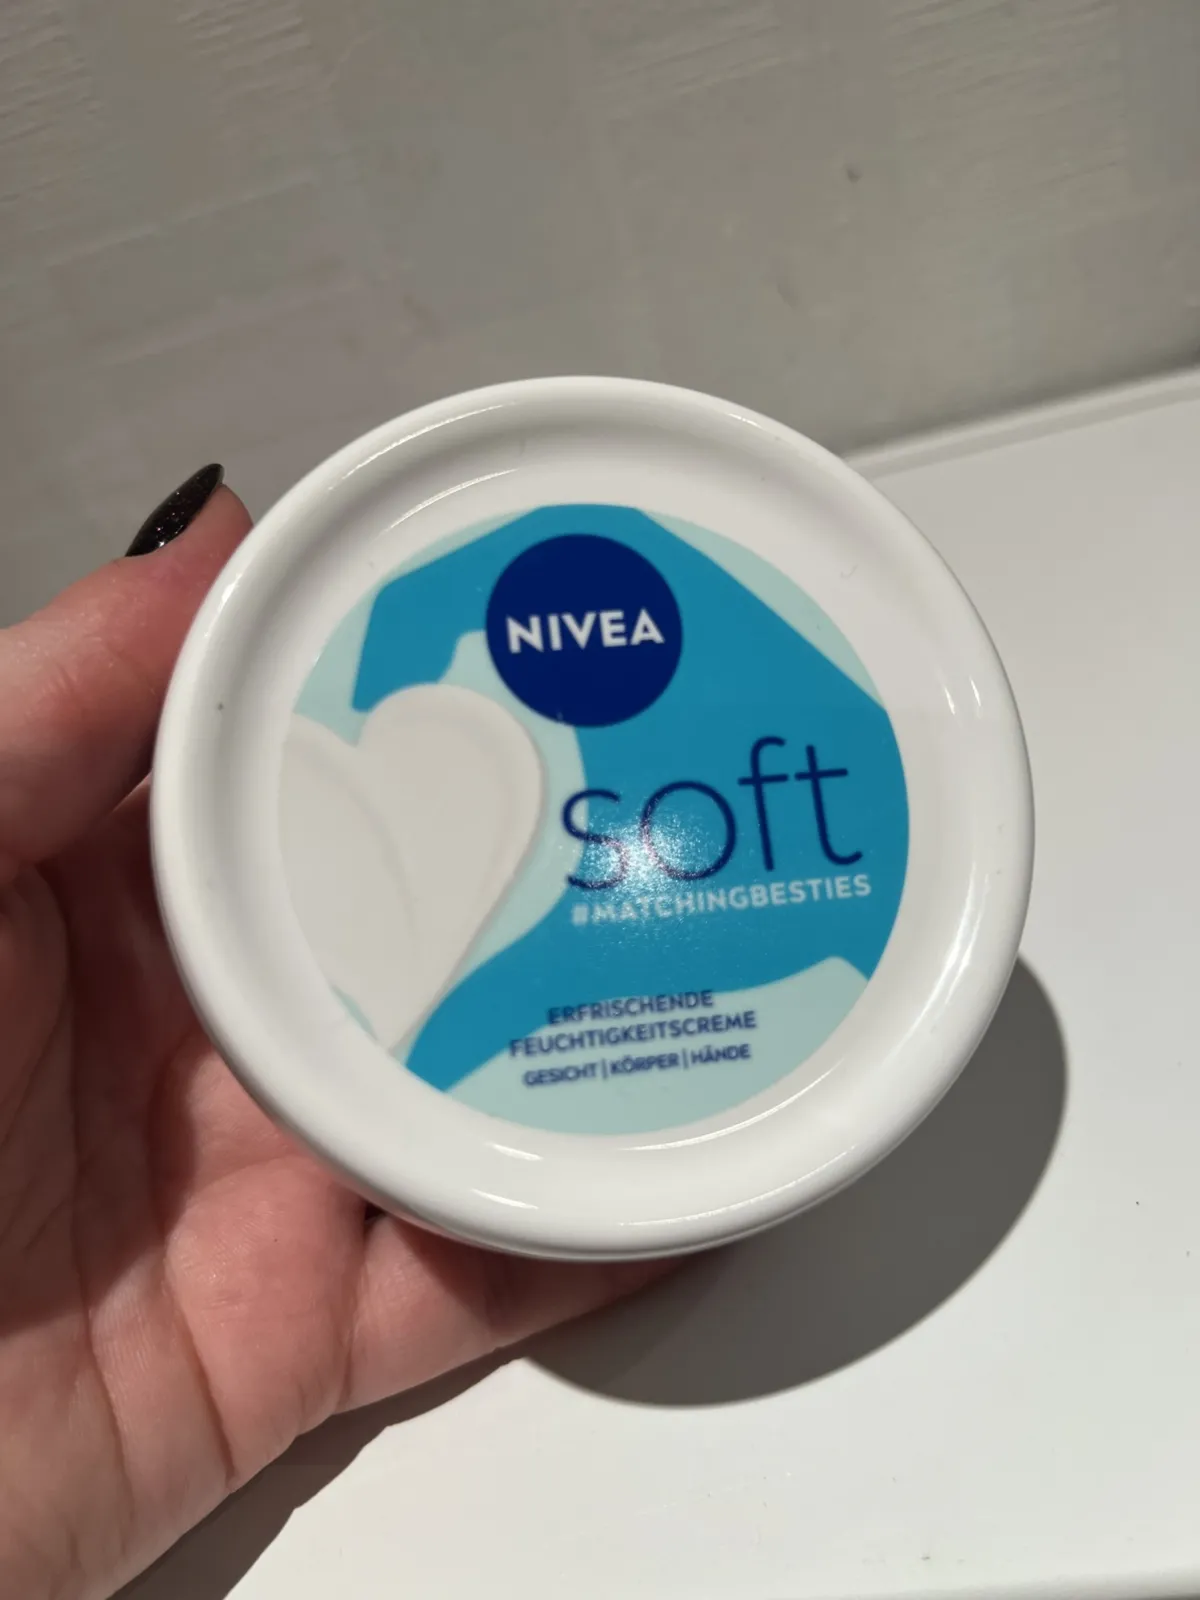 NIVEA
soft
#MATCHINGBESTIES
ERFRISCHENDE
FEUCHTIGKEITSCREME
GESICHT | KÖRPER | HÄNDE